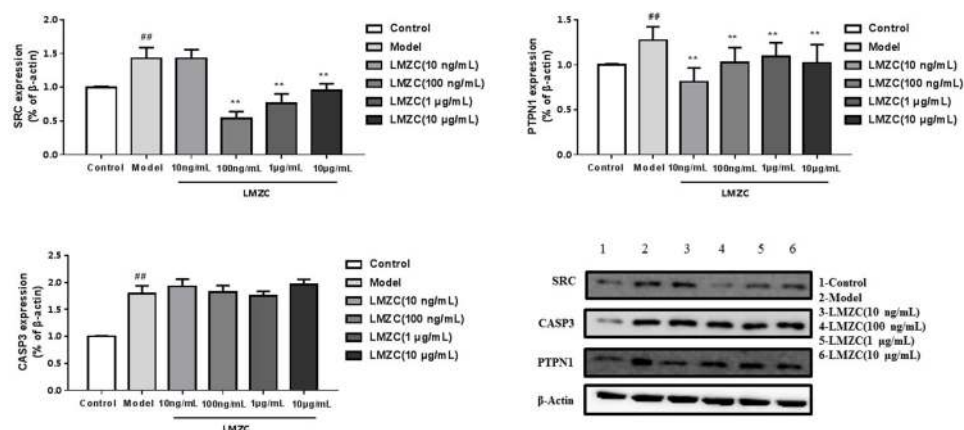 SRC expression
(% of β-actin)
2.0
1.5
1.0
0.5
0.0
##
**
**
**
Control
Model
10ng/mL
100ng/mL
1μg/mL
10μg/mL
LMZC
Control
Model
LMZC(10 ng/mL)
LMZC(100 ng/mL)
LMZC(1 μg/mL)
LMZC(10 μg/mL)
PTPN1 expression
(% of β-actin)
1.5
1.0
0.5
0.0
##
**
**
**
**
Control
Model
10ng/mL
100ng/mL
1μg/mL
10μg/mL
LMZC
Control
Model
LMZC(10 ng/mL)
LMZC(100 ng/mL)
LMZC(1 μg/mL)
LMZC(10 μg/mL)
CASP3 expression
(% of β-actin)
2.5
2.0
1.5
1.0
0.5
0.0
##
Control
Model
10ng/mL
100ng/mL
1μg/mL
10μg/mL
LMZC
Control
Model
LMZC(10 ng/mL)
LMZC(100 ng/mL)
LMZC(1 μg/mL)
LMZC(10 μg/mL)
1 2 3 4 5 6
SRC
CASP3
PTPN1
β-Actin
1-Control
2-Model
3-LMZC(10 ng/mL)
4-LMZC(100 ng/mL)
5-LMZC(1 μg/mL)
6-LMZC(10 μg/mL)